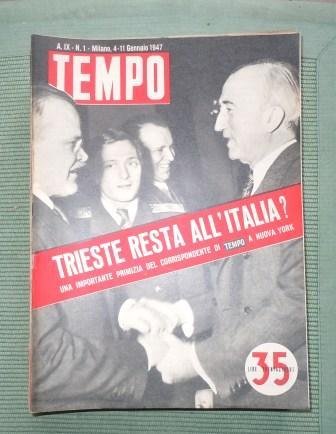 A. IX - N. 1 - Milano, 4-11 Gennaio 1947
TEMPO
TRIESTE RESTA ALL'ITALIA?
UNA IMPORTANTE PRIMIZIA DEL CORRISPONDENTE DI TEMPO A NUOVA YORK
35
LIRE